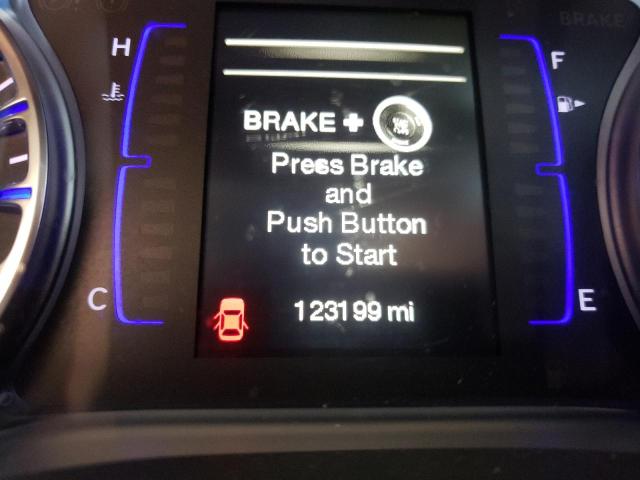 BRAKE
H
F
BRAKE +
Press Brake
and
Push Button
to Start
C
123199 mi
E